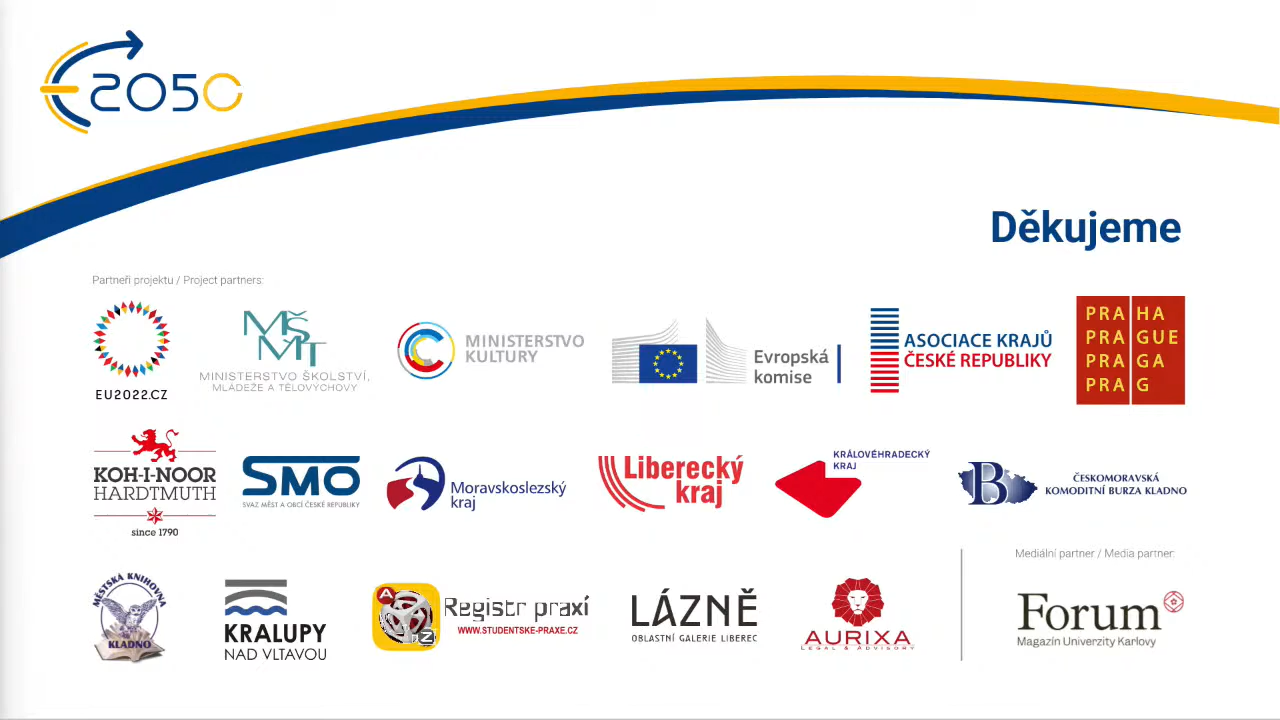 2050
Děkujeme
Partneři projektu / Project partners:
EU2022.CZ
MŠMT
MINISTERSTVO ŠKOLSTVÍ,
MLÁDEŽE A TĚLOVÝCHOVY
MINISTERSTVO
KULTURY
Evropská
komise
ASOCIACE KRAJŮ
ČESKÉ REPUBLIKY
PRA HA
PRA GUE
PRA GA
PRA G
KOH-I-NOOR
HARDTMUTH
since 1790
SMO
SVAZ MĚST A OBCÍ ČESKÉ REPUBLIKY
Moravskoslezský
kraj
Liberecký
kraj
KRÁLOVÉHRADECKÝ
KRAJ
B
ČESKOMORAVSKÁ
KOMODITNÍ BURZA KLADNO
MĚSTSKÁ KNIHOVNA
KLADNO
KRALUPY
NAD VLTAVOU
A
Z
Registr praxí
WWW.STUDENTSKE-PRAXE.CZ
LÁZNĚ
OBLASTNÍ GALERIE LIBEREC
AURIXA
LEGAL & ADVISORY
Mediální partner / Media partner:
Forum
Magazín Univerzity Karlovy